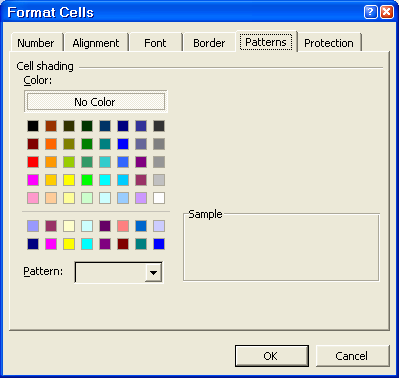 Format Cells
Number Alignment Font Border Patterns Protection
Cell shading
Color:
No Color
Sample
Pattern:
OK Cancel